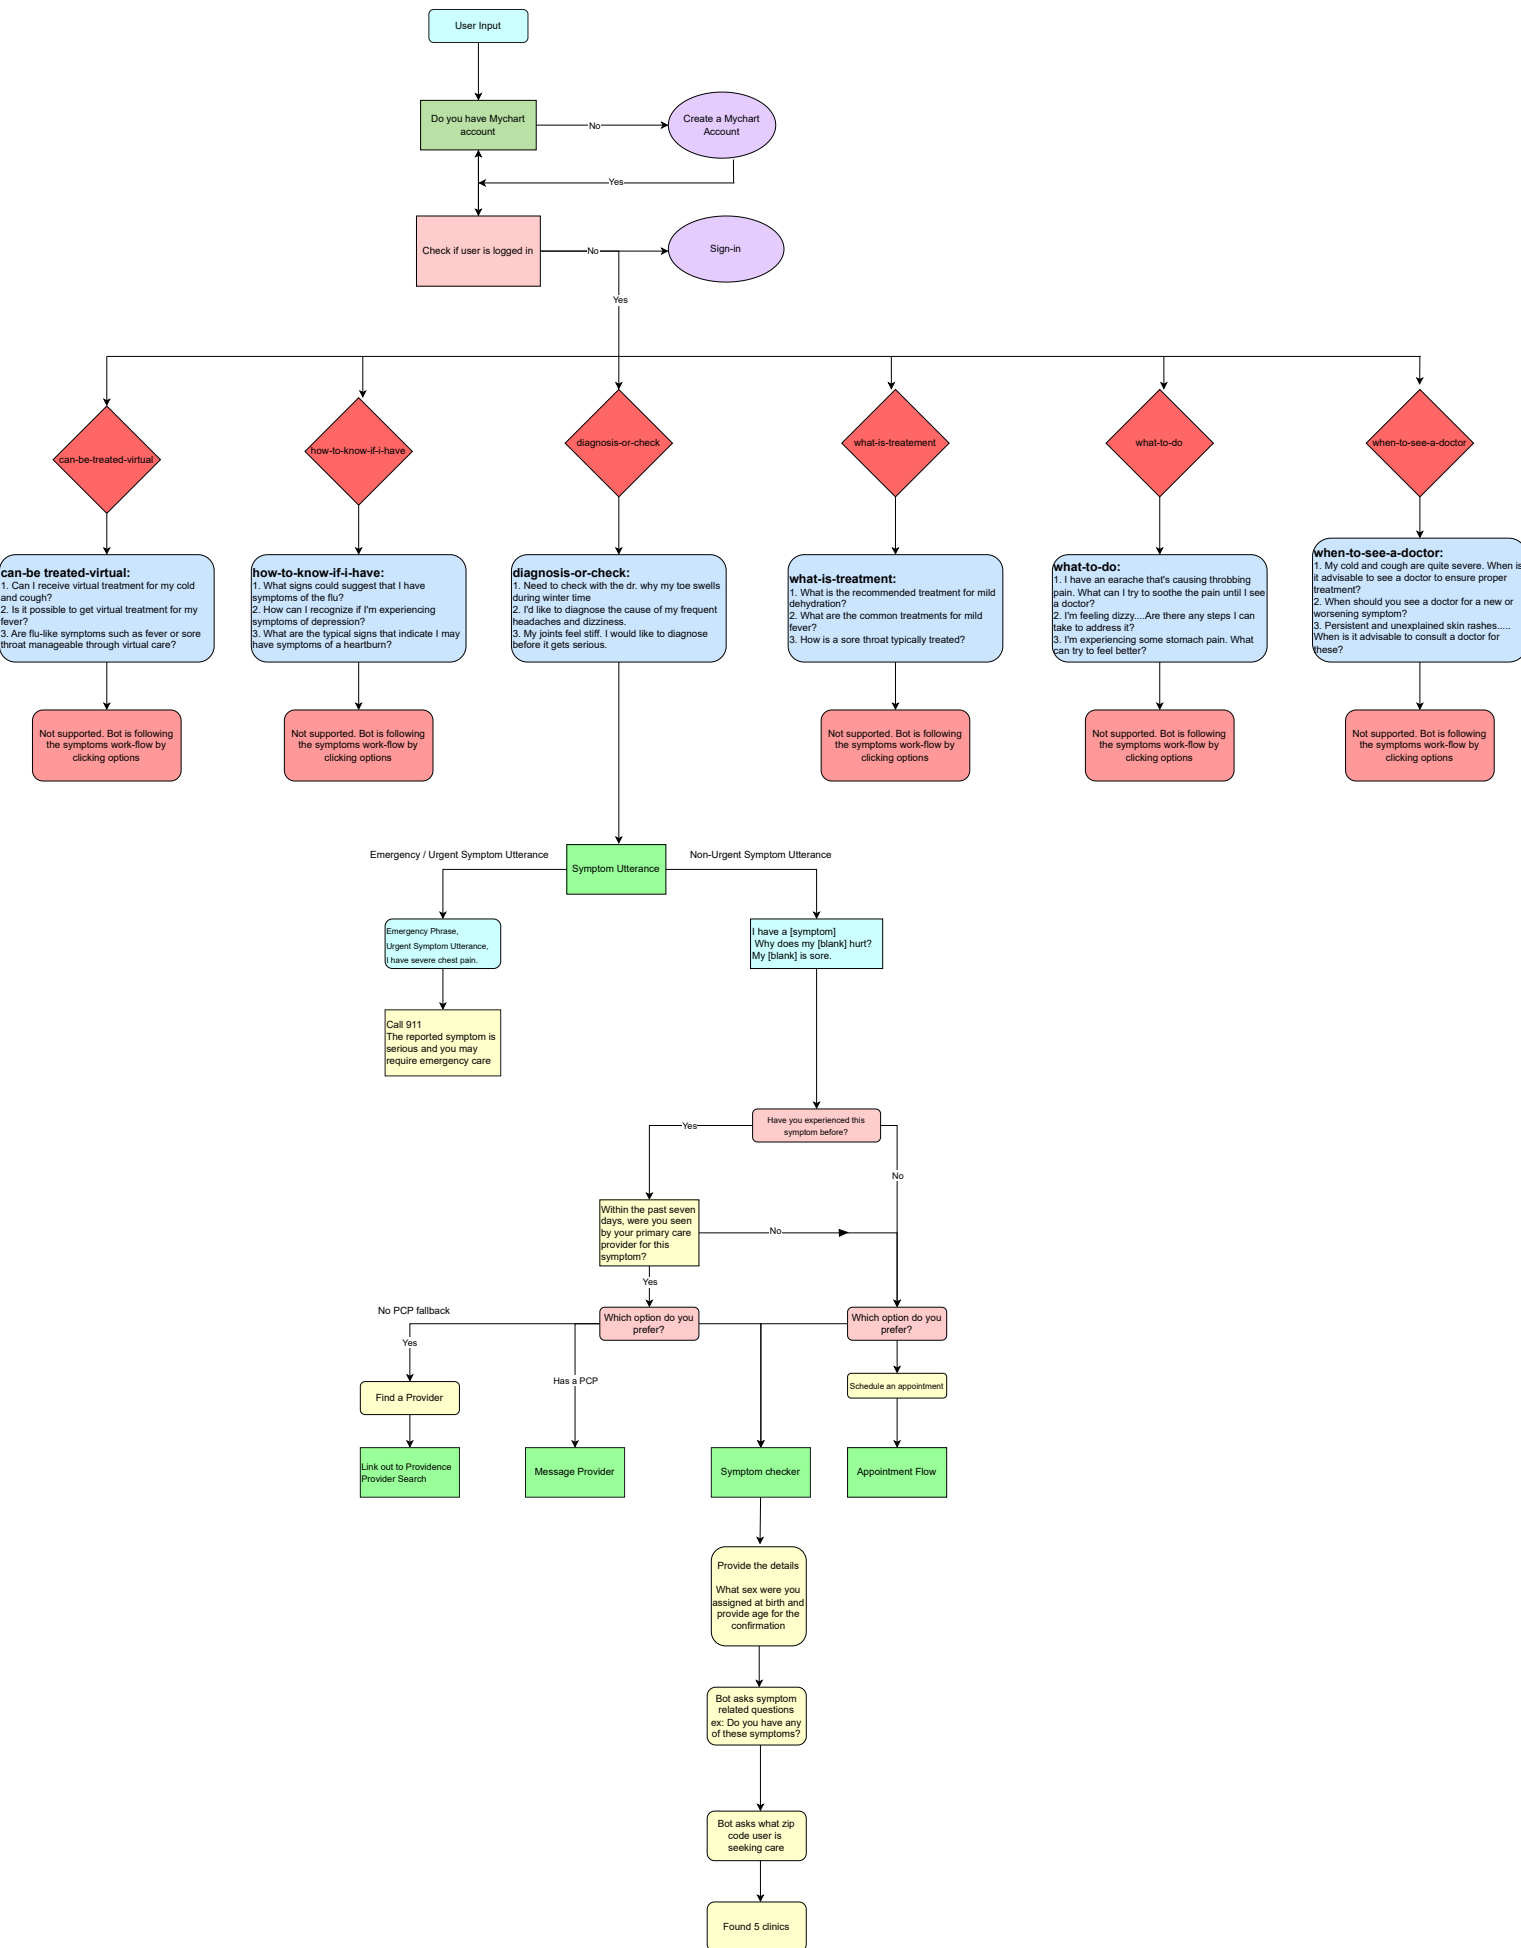 User Input
Do you have Mychart
account
No
Create a Mychart
Account
Yes
Check if user is logged in
No
Sign-in
Yes
can-be-treated-virtual
how-to-know-if-i-have
diagnosis-or-check
what-is-treatement
what-to-do
when-to-see-a-doctor
can-be treated-virtual:
1. Can I receive virtual treatment for my cold
and cough?
2. Is it possible to get virtual treatment for my
fever?
3. Are flu-like symptoms such as fever or sore
throat manageable through virtual care?
how-to-know-if-i-have:
1. What signs could suggest that I have
symptoms of the flu?
2. How can I recognize if I'm experiencing
symptoms of depression?
3. What are the typical signs that indicate I may
have symptoms of a heartburn?
diagnosis-or-check:
1. Need to check with the dr. why my toe swells
during winter time
2. I'd like to diagnose the cause of my frequent
headaches and dizziness.
3. My joints feel stiff. I would like to diagnose
before it gets serious.
what-is-treatment:
1. What is the recommended treatment for mild
dehydration?
2. What are the common treatments for mild
fever?
3. How is a sore throat typically treated?
what-to-do:
1. I have an earache that's causing throbbing
pain. What can I try to soothe the pain until I see
a doctor?
2. I'm feeling dizzy....Are there any steps I can
take to address it?
3. I'm experiencing some stomach pain. What
can try to feel better?
when-to-see-a-doctor:
1. My cold and cough are quite severe. When is
it advisable to see a doctor to ensure proper
treatment?
2. When should you see a doctor for a new or
worsening symptom?
3. Persistent and unexplained skin rashes.....
When is it advisable to consult a doctor for
these?
Not supported. Bot is following
the symptoms work-flow by
clicking options
Not supported. Bot is following
the symptoms work-flow by
clicking options
Not supported. Bot is following
the symptoms work-flow by
clicking options
Not supported. Bot is following
the symptoms work-flow by
clicking options
Not supported. Bot is following
the symptoms work-flow by
clicking options
Emergency / Urgent Symptom Utterance
Symptom Utterance
Non-Urgent Symptom Utterance
Emergency Phrase,
Urgent Symptom Utterance,
I have severe chest pain.
I have a [symptom]
Why does my [blank] hurt?
My [blank] is sore.
Call 911
The reported symptom is
serious and you may
require emergency care
Have you experienced this
symptom before?
Yes
No
Within the past seven
days, were you seen
by your primary care
provider for this
symptom?
No
Yes
No PCP fallback
Which option do you
prefer?
Which option do you
prefer?
Yes
Has a PCP
Find a Provider
Schedule an appointment
Link out to Providence
Provider Search
Message Provider
Symptom checker
Appointment Flow
Provide the details
What sex were you
assigned at birth and
provide age for the
confirmation
Bot asks symptom
related questions
ex: Do you have any
of these symptoms?
Bot asks what zip
code user is
seeking care
Found 5 clinics